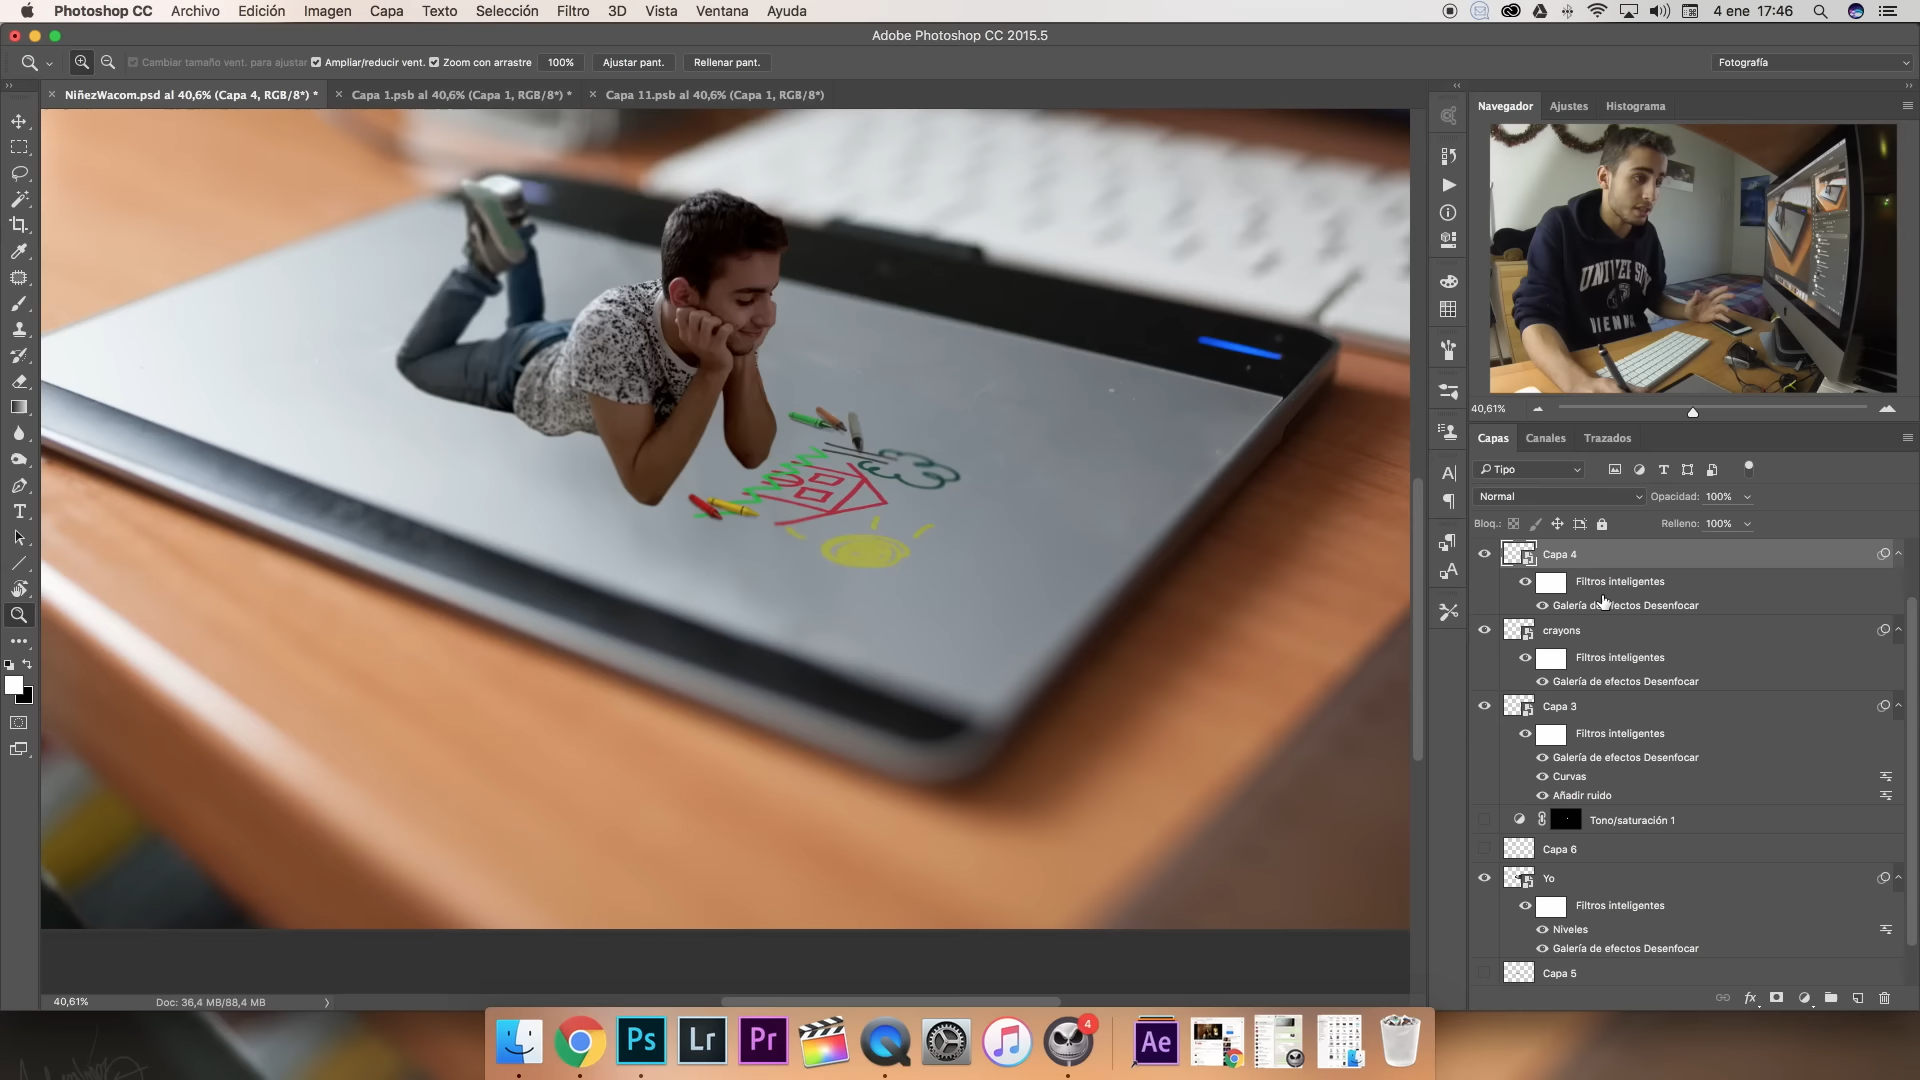 Photoshop CC Archivo Edición Imagen Capa Texto Selección Filtro 3D Vista Ventana Ayuda 4 ene 17:46
Adobe Photoshop CC 2015.5
Cambiar tamaño vent. para ajustar Ampliar/reducir vent. Zoom con arrastre 100% Ajustar pant. Rellenar pant. Fotografía
NiñezWacom.psd al 40,6% (Capa 4, RGB/8*) * Capa 1.psb al 40,6% (Capa 1, RGB/8*) * Capa 11.psb al 40,6% (Capa 1, RGB/8*)
Navegador Ajustes Histograma
UNIVERSITY
VIENNA
40,61%
Capas Canales Trazados
Tipo
Normal Opacidad: 100%
Bloq.: Relleno: 100%
Capa 4
Filtros inteligentes
Galería de efectos Desenfocar
crayons
Filtros inteligentes
Galería de efectos Desenfocar
Capa 3
Filtros inteligentes
Galería de efectos Desenfocar
Curvas
Añadir ruido
Tono/saturación 1
Capa 6
Yo
Filtros inteligentes
Niveles
Galería de efectos Desenfocar
Capa 5
40,61% Doc: 36,4 MB/88,4 MB
Ps Lr Pr 4 Ae